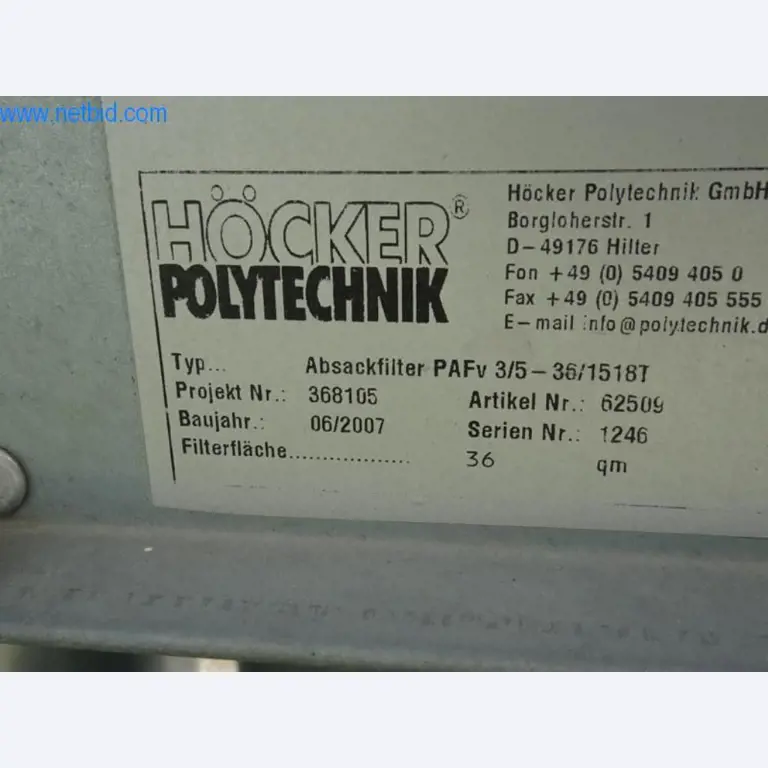 www.netbid.com
HÖCKER®
POLYTECHNIK
Höcker Polytechnik GmbH
Borgloherstr. 1
D-49176 Hilter
Fon +49 (0) 5409 405 0
Fax +49 (0) 5409 405 555
E-mail info@polytechnik.d
Typ... Absackfilter PAFv 3/5-36/1518T
Projekt Nr.: 368105 Artikel Nr.: 62509
Baujahr.: 06/2007 Serien Nr.: 1246
Filterfläche.................. 36 qm